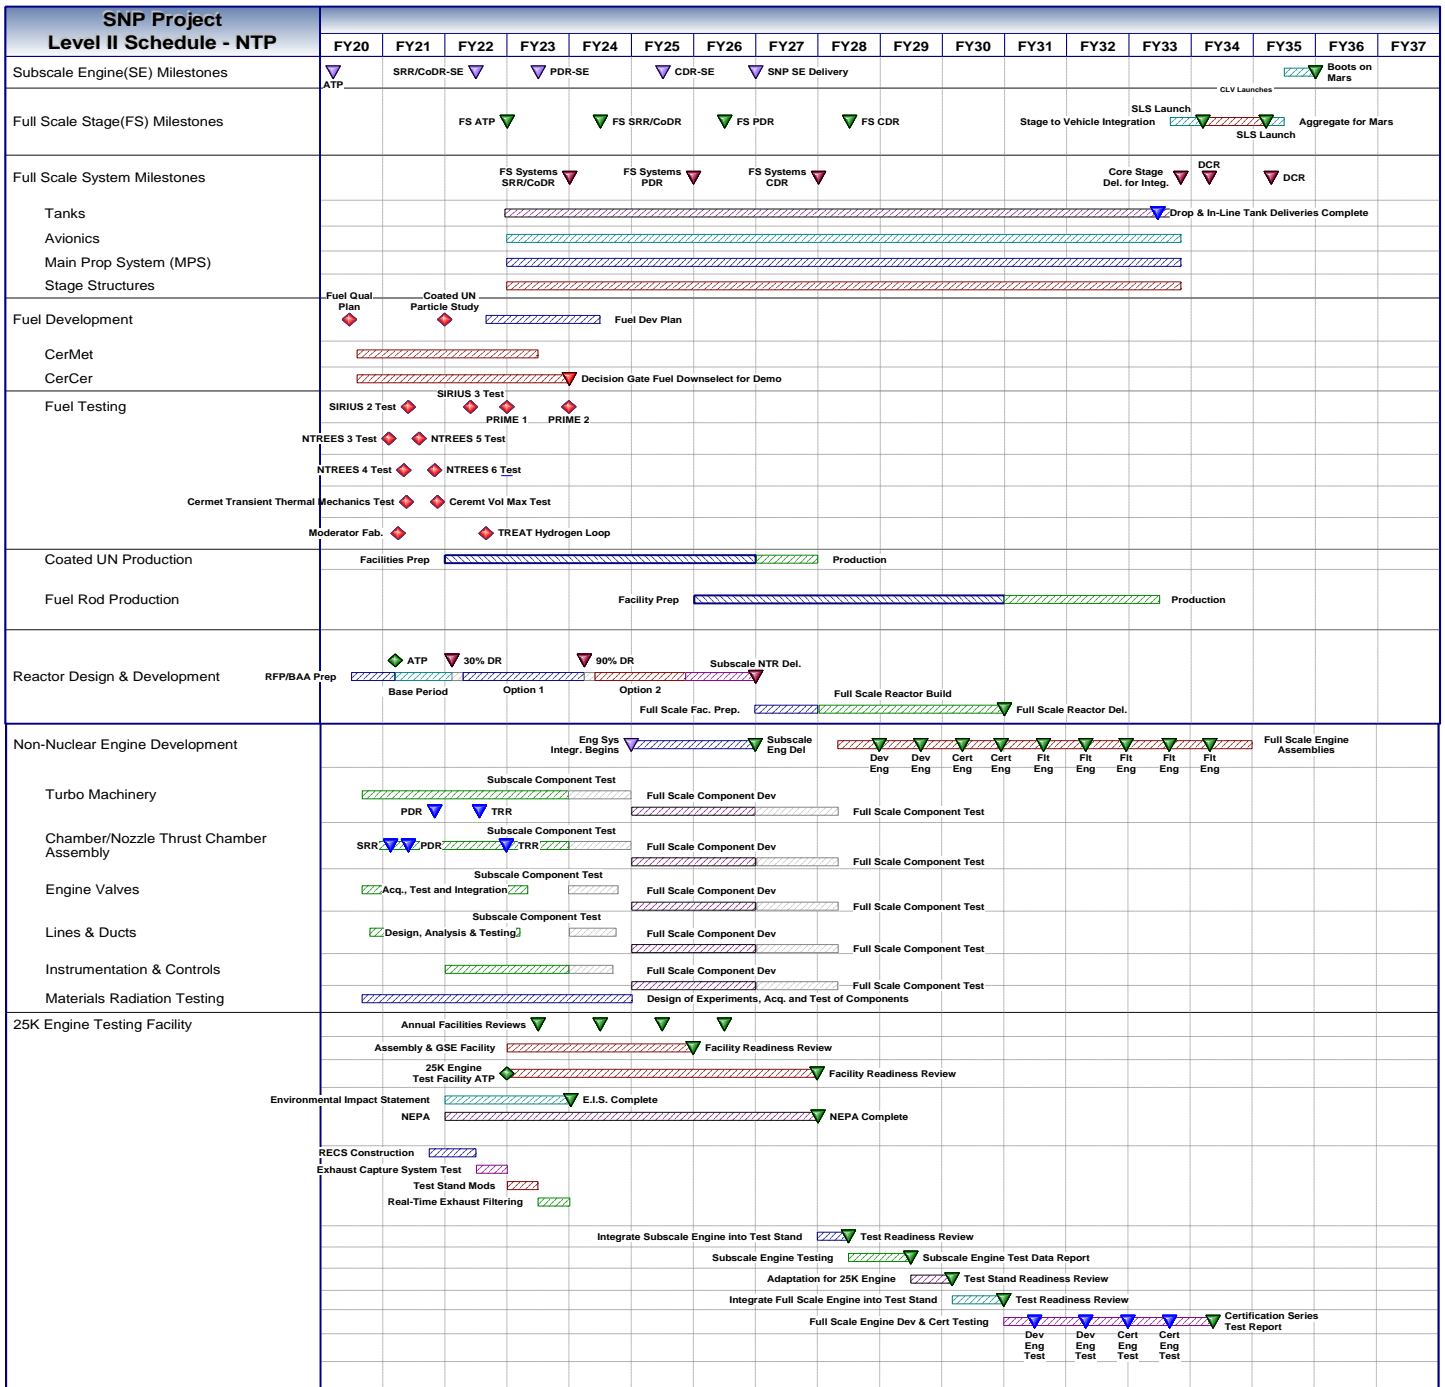 SNP Project
Level II Schedule - NTP
FY20 FY21 FY22 FY23 FY24 FY25 FY26 FY27 FY28 FY29 FY30 FY31 FY32 FY33 FY34 FY35 FY36 FY37
Subscale Engine(SE) Milestones
ATP
SRR/CoDR-SE
PDR-SE
CDR-SE
SNP SE Delivery
Boots on
Mars
CLV Launches
Full Scale Stage(FS) Milestones
FS ATP
FS SRR/CoDR
FS PDR
FS CDR
SLS Launch
Stage to Vehicle Integration
SLS Launch
Aggregate for Mars
Full Scale System Milestones
FS Systems
SRR/CoDR
FS Systems
PDR
FS Systems
CDR
Core Stage
Del. for Integ.
DCR
DCR
Tanks
Drop & In-Line Tank Deliveries Complete
Avionics
Main Prop System (MPS)
Stage Structures
Fuel Development
Fuel Qual
Plan
Coated UN
Particle Study
Fuel Dev Plan
CerMet
CerCer
Decision Gate Fuel Downselect for Demo
Fuel Testing
SIRIUS 2 Test
SIRIUS 3 Test
PRIME 1
PRIME 2
NTREES 3 Test
NTREES 5 Test
NTREES 4 Test
NTREES 6 Test
Cermet Transient Thermal Mechanics Test
Ceremt Vol Max Test
Moderator Fab.
TREAT Hydrogen Loop
Coated UN Production
Facilities Prep
Production
Fuel Rod Production
Facility Prep
Production
Reactor Design & Development
ATP
30% DR
90% DR
RFP/BAA Prep
Base Period
Option 1
Option 2
Subscale NTR Del.
Full Scale Reactor Build
Full Scale Fac. Prep.
Full Scale Reactor Del.
Non-Nuclear Engine Development
Eng Sys
Integr. Begins
Subscale
Eng Del
Dev
Eng
Dev
Eng
Cert
Eng
Cert
Eng
Flt
Eng
Flt
Eng
Flt
Eng
Flt
Eng
Flt
Eng
Full Scale Engine
Assemblies
Turbo Machinery
Subscale Component Test
PDR
TRR
Full Scale Component Dev
Full Scale Component Test
Chamber/Nozzle Thrust Chamber
Assembly
Subscale Component Test
SRR
PDR
TRR
Full Scale Component Dev
Full Scale Component Test
Engine Valves
Subscale Component Test
Acq., Test and Integration
Full Scale Component Dev
Full Scale Component Test
Lines & Ducts
Subscale Component Test
Design, Analysis & Testing
Full Scale Component Dev
Full Scale Component Test
Instrumentation & Controls
Full Scale Component Dev
Full Scale Component Test
Materials Radiation Testing
Design of Experiments, Acq. and Test of Components
25K Engine Testing Facility
Annual Facilities Reviews
Assembly & GSE Facility
Facility Readiness Review
25K Engine
Test Facility ATP
Facility Readiness Review
Environmental Impact Statement
E.I.S. Complete
NEPA
NEPA Complete
RECS Construction
Exhaust Capture System Test
Test Stand Mods
Real-Time Exhaust Filtering
Integrate Subscale Engine into Test Stand
Test Readiness Review
Subscale Engine Testing
Subscale Engine Test Data Report
Adaptation for 25K Engine
Test Stand Readiness Review
Integrate Full Scale Engine into Test Stand
Test Readiness Review
Full Scale Engine Dev & Cert Testing
Dev
Eng
Test
Dev
Eng
Test
Cert
Eng
Test
Cert
Eng
Test
Certification Series
Test Report